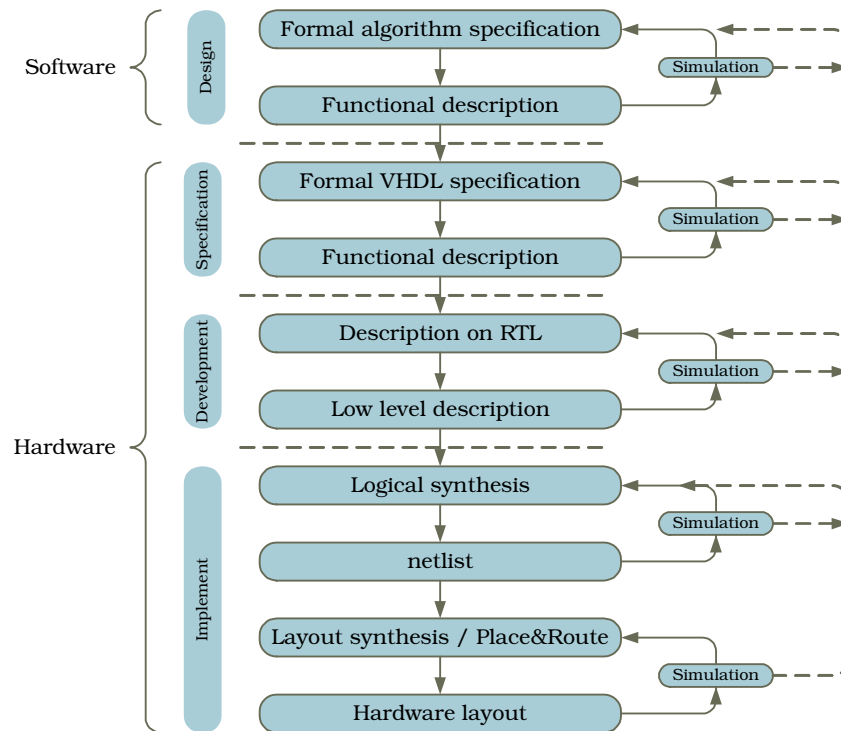 Software
Design
Formal algorithm specification
Simulation
Functional description
Hardware
Specification
Formal VHDL specification
Simulation
Functional description
Development
Description on RTL
Simulation
Low level description
Implement
Logical synthesis
Simulation
netlist
Layout synthesis / Place&Route
Simulation
Hardware layout